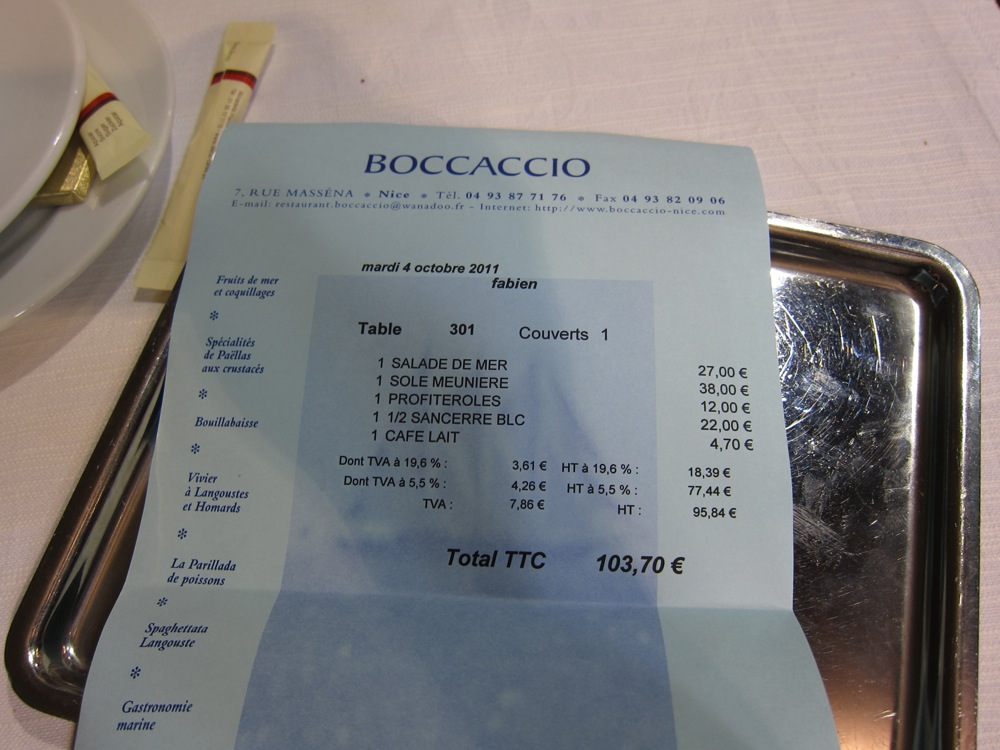 BOCCACCIO
7, RUE MASSÉNA * Nice * Tél. 04 93 87 71 76 * Fax 04 93 82 09 06
E-mail: restaurant.boccaccio@wanadoo.fr - Internet: http://www.boccaccio-nice.com
mardi 4 octobre 2011
fabien
Table 301 Couverts 1
1 SALADE DE MER 27,00 €
1 SOLE MEUNIERE 38,00 €
1 PROFITEROLES 12,00 €
1 1/2 SANCERRE BLC 22,00 €
1 CAFE LAIT 4,70 €
Dont TVA à 19,6 % : 3,61 € HT à 19,6 % : 18,39 €
Dont TVA à 5,5 % : 4,26 € HT à 5,5 % : 77,44 €
TVA : 7,86 € HT : 95,84 €
Total TTC 103,70 €
Fruits de mer
et coquillages
*
Spécialités
de Paëllas
aux crustacés
*
Bouillabaisse
*
Vivier
à Langoustes
et Homards
*
La Parillada
de poissons
*
Spaghettata
Langouste
*
Gastronomie
marine